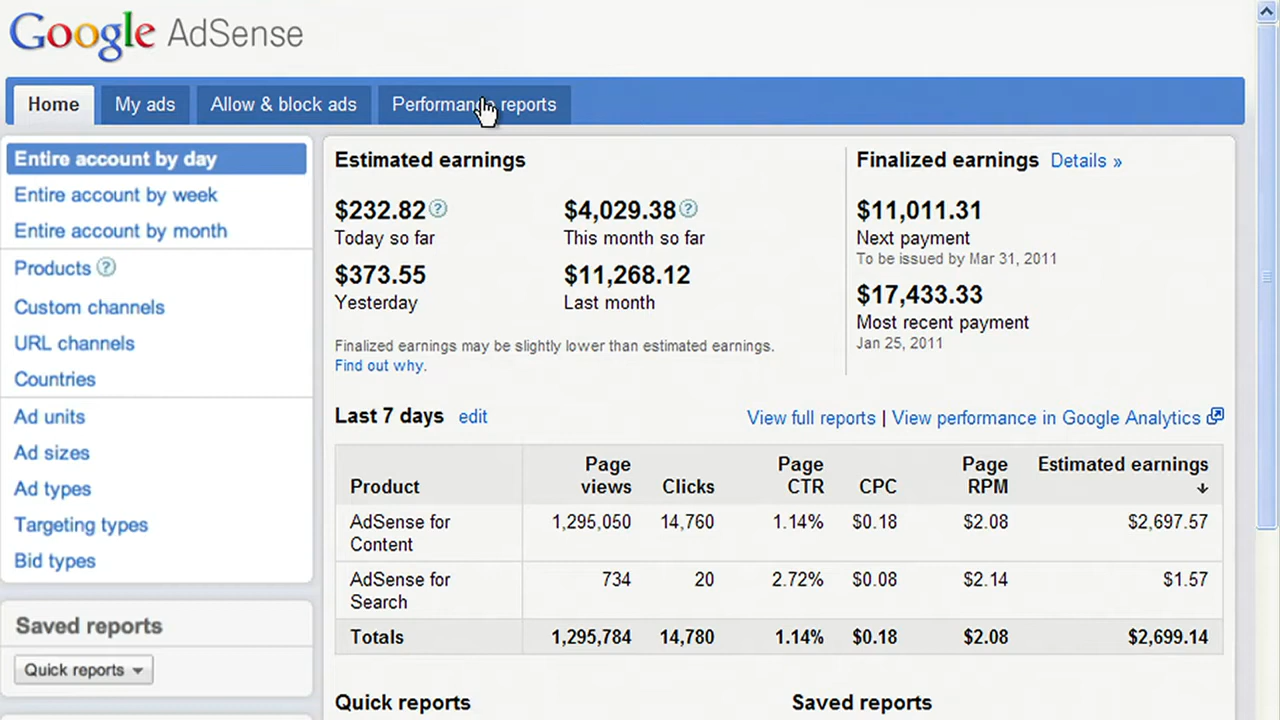 Google AdSense
Home
My ads
Allow & block ads
Performance reports
Entire account by day
Entire account by week
Entire account by month
Products ?
Custom channels
URL channels
Countries
Ad units
Ad sizes
Ad types
Targeting types
Bid types
Saved reports
Quick reports
Estimated earnings
$232.82 ?
Today so far
$4,029.38 ?
This month so far
$373.55
Yesterday
$11,268.12
Last month
Finalized earnings may be slightly lower than estimated earnings.
Find out why.
Finalized earnings Details »
$11,011.31
Next payment
To be issued by Mar 31, 2011
$17,433.33
Most recent payment
Jan 25, 2011
Last 7 days edit
View full reports | View performance in Google Analytics
Product
Page views
Clicks
Page CTR
CPC
Page RPM
Estimated earnings ↓
AdSense for Content 1,295,050 14,760 1.14% $0.18 $2.08 $2,697.57
AdSense for Search 734 20 2.72% $0.08 $2.14 $1.57
Totals 1,295,784 14,780 1.14% $0.18 $2.08 $2,699.14
Quick reports
Saved reports